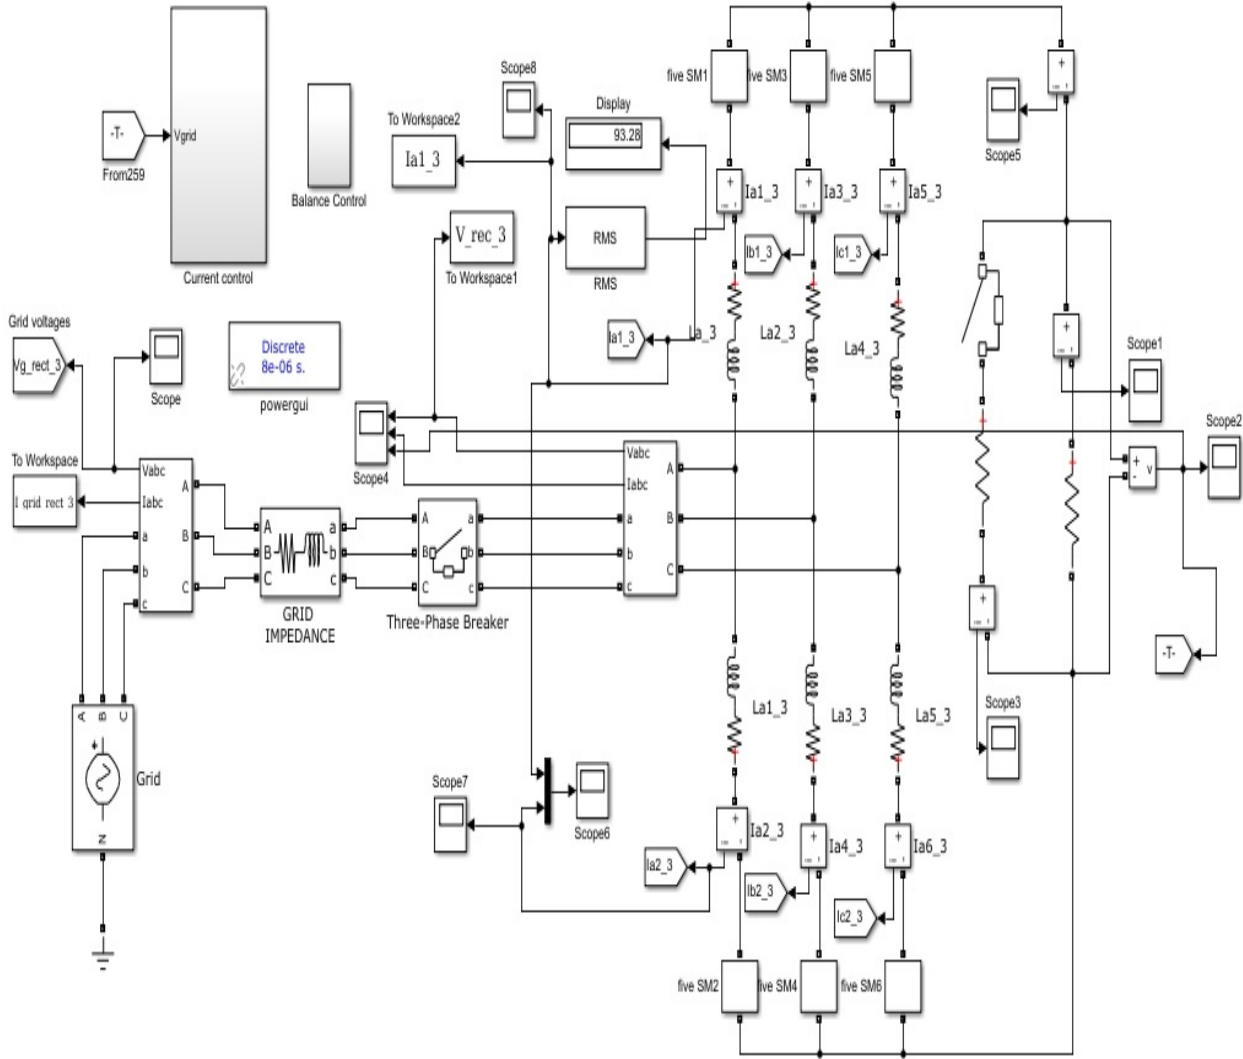 Scope8
five SM1
five SM3
five SM5
+
Scope5
-T-
Vgrid
From259
To Workspace2
Display
93.28
Ia1_3
Balance Control
Ia1_3
Ia3_3
Ia5_3
V_rec_3
To Workspace1
RMS
RMS
Ib1_3
Ic1_3
Current control
Grid voltages
Vg_rect_3
Scope
Discrete
8e-06 s.
powergui
Ia1_3
La_3
La2_3
La4_3
Scope1
Scope2
Scope4
To Workspace
I grid rect 3
Vabc
Iabc
a
b
c
A
B
C
A
B
C
a
b
c
GRID
IMPEDANCE
A
B
C
a
b
c
Three-Phase Breaker
Vabc
Iabc
a
b
c
A
B
C
+
-
v
-T-
La1_3
La3_3
La5_3
Scope3
A
B
C
N
Grid
Scope7
Scope6
Ia2_3
Ia4_3
Ia6_3
Ia2_3
Ib2_3
Ic2_3
five SM2
five SM4
five SM6